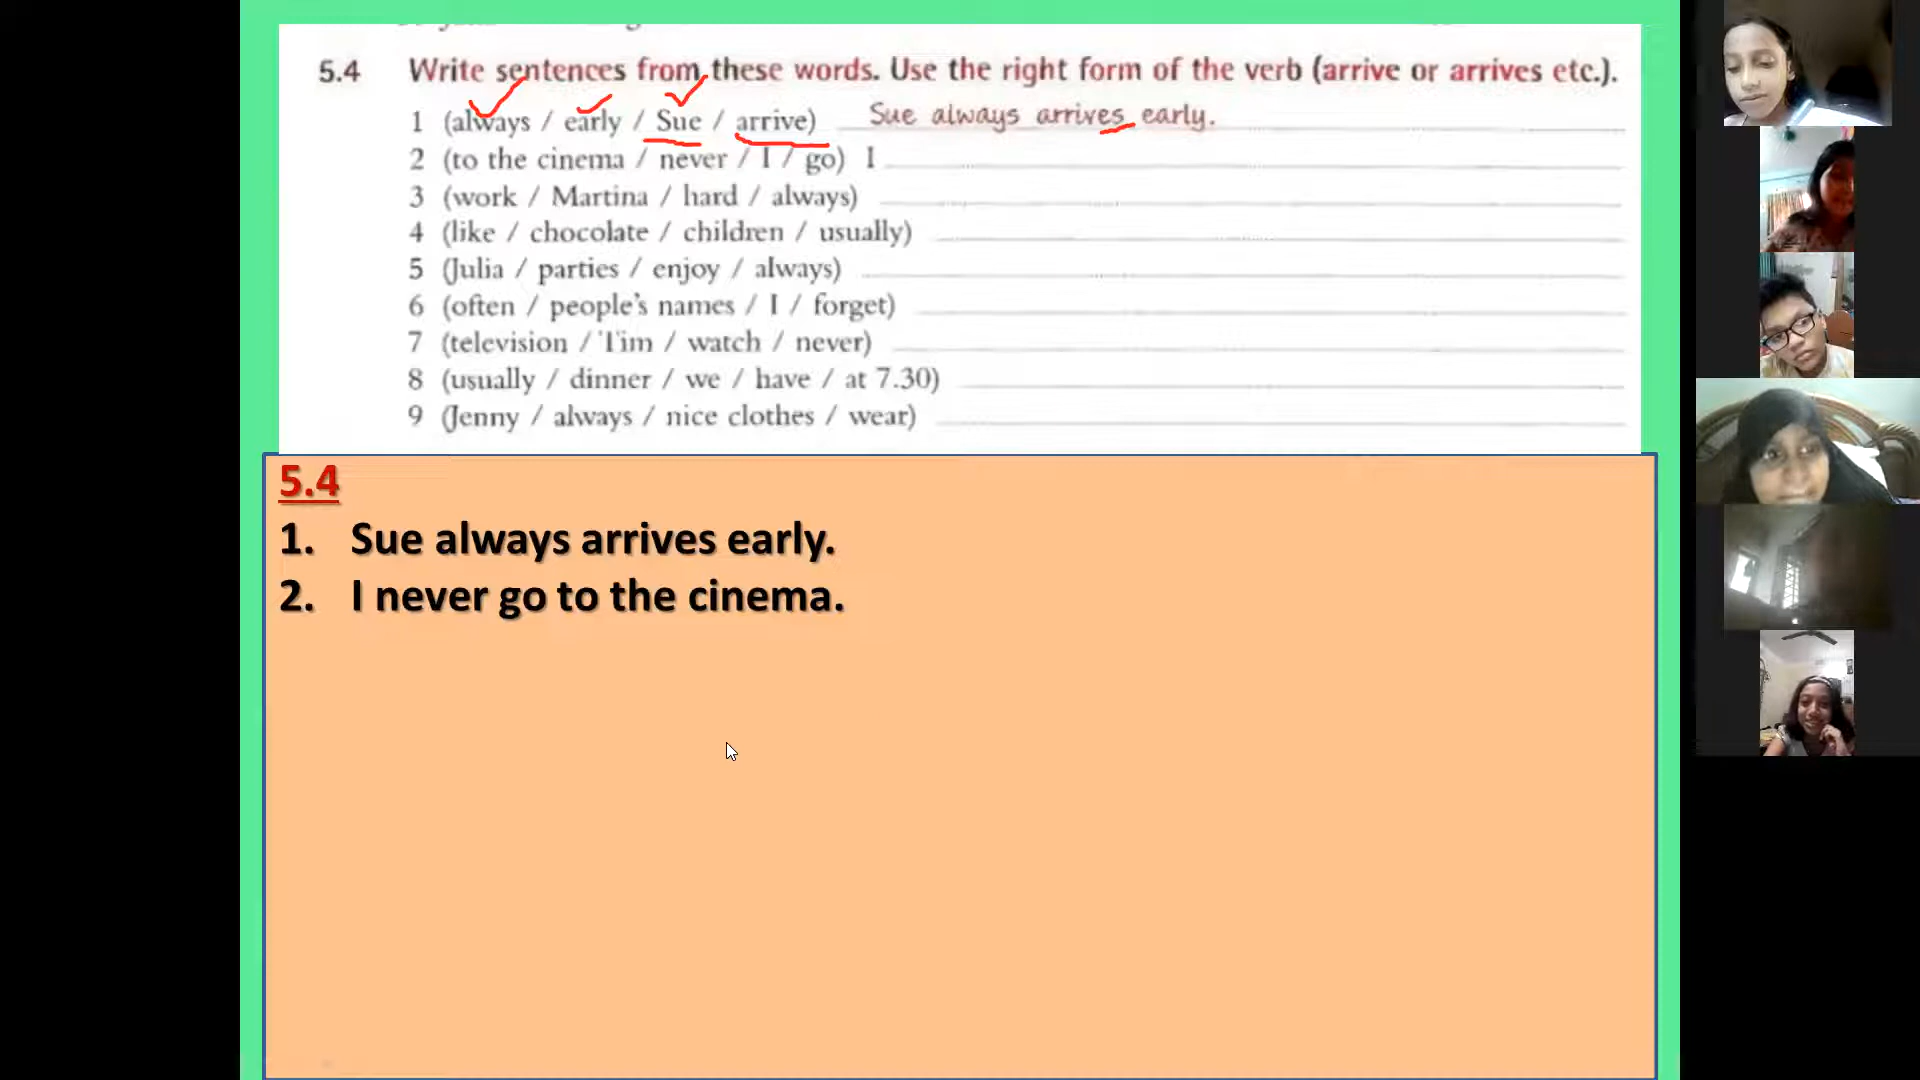 5.4 Write sentences from these words. Use the right form of the verb (arrive or arrives etc.).
1 (always / early / Sue / arrive) Sue always arrives early.
2 (to the cinema / never / I / go) I
3 (work / Martina / hard / always)
4 (like / chocolate / children / usually)
5 (Julia / parties / enjoy / always)
6 (often / people's names / I / forget)
7 (television / Tim / watch / never)
8 (usually / dinner / we / have / at 7.30)
9 (Jenny / always / nice clothes / wear)
5.4
1. Sue always arrives early.
2. I never go to the cinema.